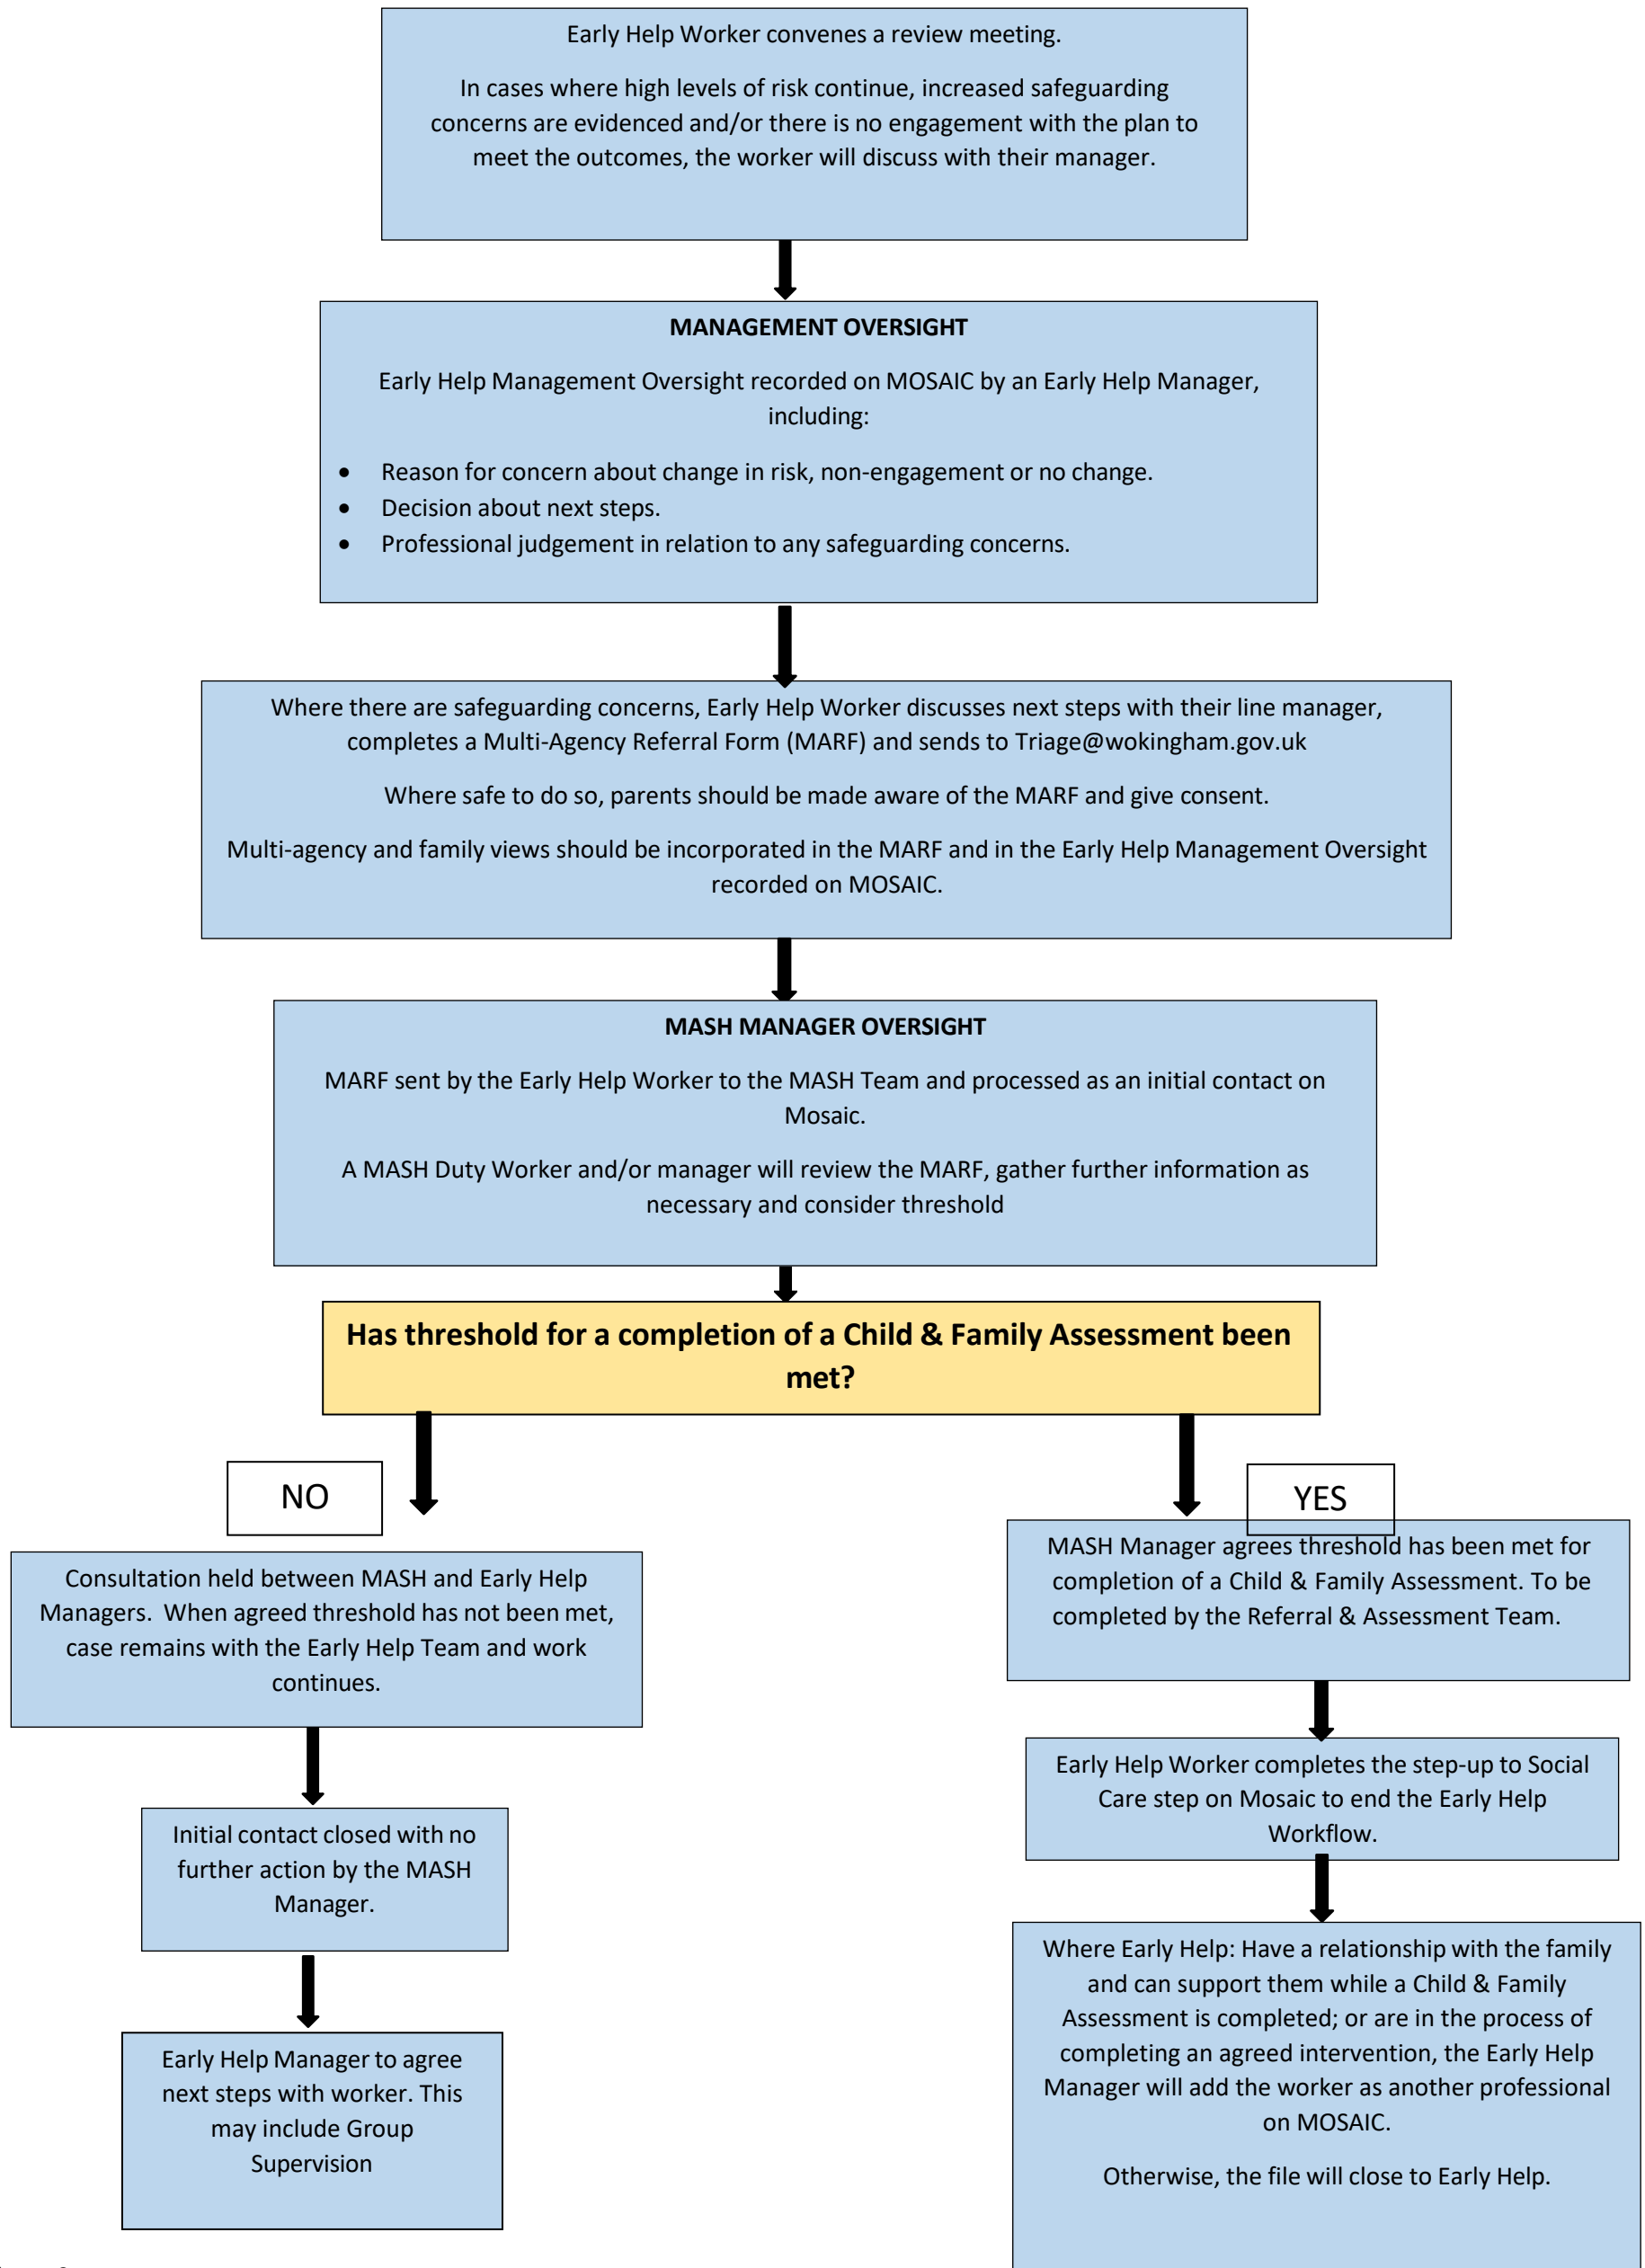 Early Help Worker convenes a review meeting.
In cases where high levels of risk continue, increased safeguarding
concerns are evidenced and/or there is no engagement with the plan to
meet the outcomes, the worker will discuss with their manager.
MANAGEMENT OVERSIGHT
Early Help Management Oversight recorded on MOSAIC by an Early Help Manager,
including:
• Reason for concern about change in risk, non-engagement or no change.
• Decision about next steps.
• Professional judgement in relation to any safeguarding concerns.
Where there are safeguarding concerns, Early Help Worker discusses next steps with their line manager,
completes a Multi-Agency Referral Form (MARF) and sends to Triage@wokingham.gov.uk
Where safe to do so, parents should be made aware of the MARF and give consent.
Multi-agency and family views should be incorporated in the MARF and in the Early Help Management Oversight
recorded on MOSAIC.
MASH MANAGER OVERSIGHT
MARF sent by the Early Help Worker to the MASH Team and processed as an initial contact on
Mosaic.
A MASH Duty Worker and/or manager will review the MARF, gather further information as
necessary and consider threshold
Has threshold for a completion of a Child & Family Assessment been
met?
NO
Consultation held between MASH and Early Help
Managers. When agreed threshold has not been met,
case remains with the Early Help Team and work
continues.
Initial contact closed with no
further action by the MASH
Manager.
Early Help Manager to agree
next steps with worker. This
may include Group
Supervision
YES
MASH Manager agrees threshold has been met for
completion of a Child & Family Assessment. To be
completed by the Referral & Assessment Team.
Early Help Worker completes the step-up to Social
Care step on Mosaic to end the Early Help
Workflow.
Where Early Help: Have a relationship with the family
and can support them while a Child & Family
Assessment is completed; or are in the process of
completing an agreed intervention, the Early Help
Manager will add the worker as another professional
on MOSAIC.
Otherwise, the file will close to Early Help.